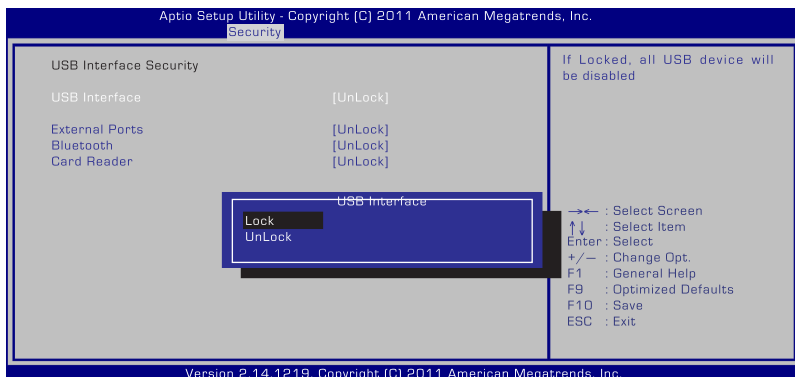 Aptio Setup Utility - Copyright (C) 2011 American Megatrends, Inc.
Security
USB Interface Security
USB Interface [UnLock]
External Ports [UnLock]
Bluetooth [UnLock]
Card Reader [UnLock]
USB Interface
Lock
UnLock
If Locked, all USB device will
be disabled
→← : Select Screen
↑↓ : Select Item
Enter : Select
+/— : Change Opt.
F1 : General Help
F9 : Optimized Defaults
F10 : Save
ESC : Exit
Version 2.14.1219. Copyright (C) 2011 American Megatrends, Inc.